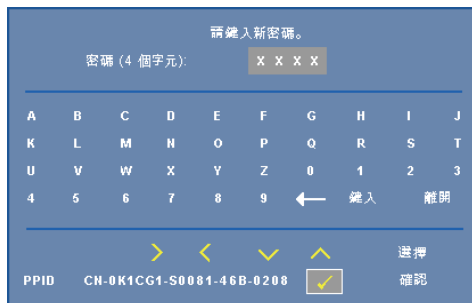 請鍵入新密碼。
密碼 (4 個字元): X X X X
A B C D E F G H I J
K L M N O P Q R S T
U V W X Y Z 0 1 2 3
4 5 6 7 8 9 ← 鍵入 離開
選擇
PPID CN-0K1CG1-S0081-46B-0208 ✓ 確認